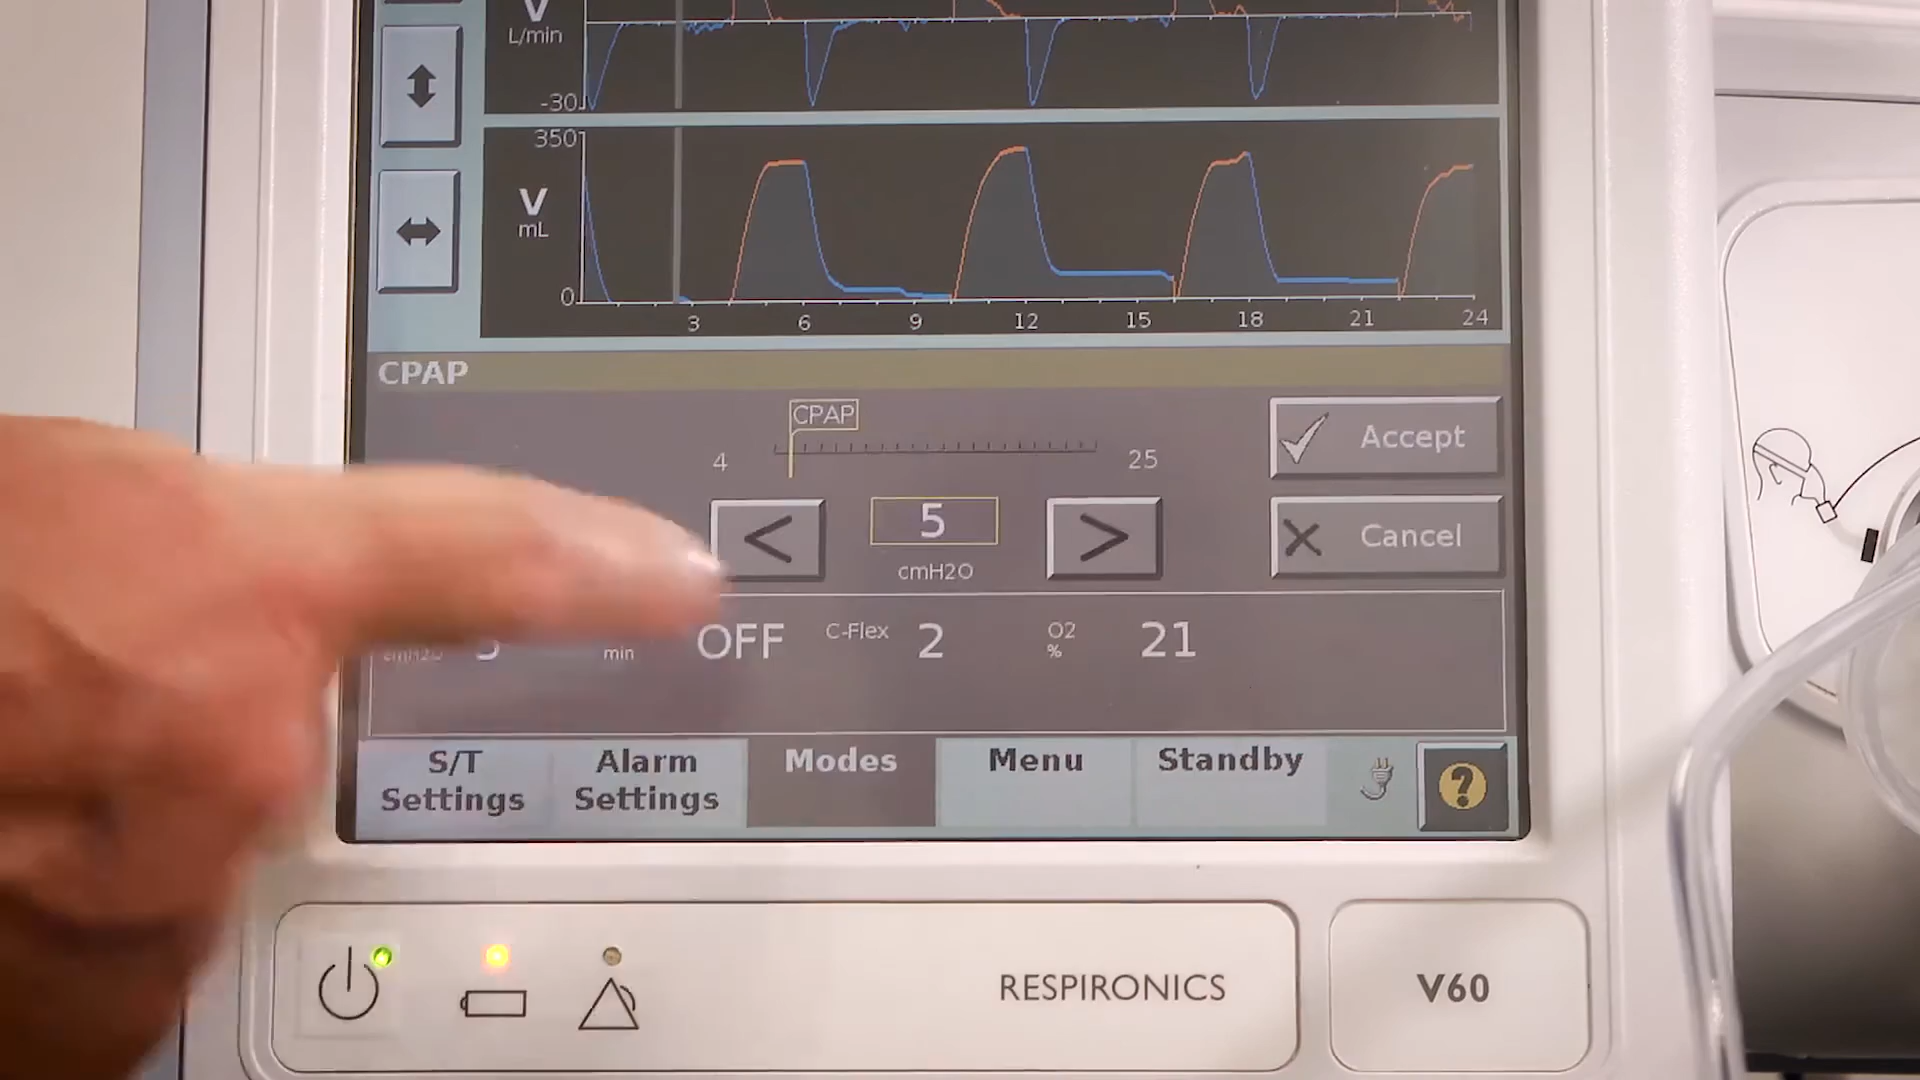 V
L/min
-30
350
V
mL
0
3 6 9 12 15 18 21 24
CPAP
CPAP
4 25
Accept
< 5 >
cmH2O
Cancel
OFF C-Flex 2 O2 % 21
cmH2O min
S/T Settings
Alarm Settings
Modes
Menu
Standby
?
RESPIRONICS
V60